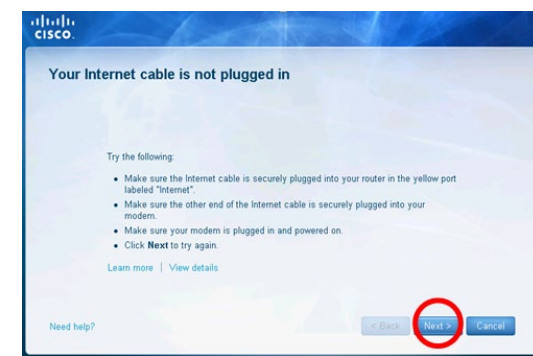 CISCO.
Your Internet cable is not plugged in
Try the following:
• Make sure the Internet cable is securely plugged into your router in the yellow port
labeled "Internet".
• Make sure the other end of the Internet cable is securely plugged into your
modem.
• Make sure your modem is plugged in and powered on.
• Click Next to try again.
Learn more | View details
Need help? < Back Next > Cancel